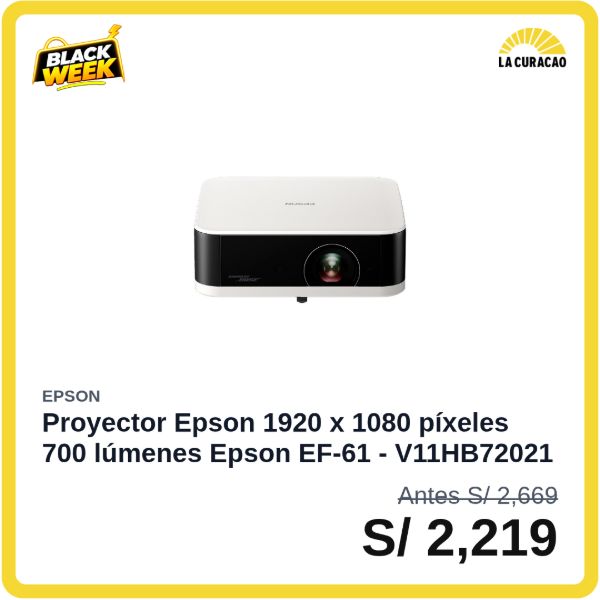 BLACK
WEEK
LA CURACAO
EPSON
EPSON
Proyector Epson 1920 x 1080 píxeles
700 lúmenes Epson EF-61 - V11HB72021
Antes S/ 2,669
S/ 2,219